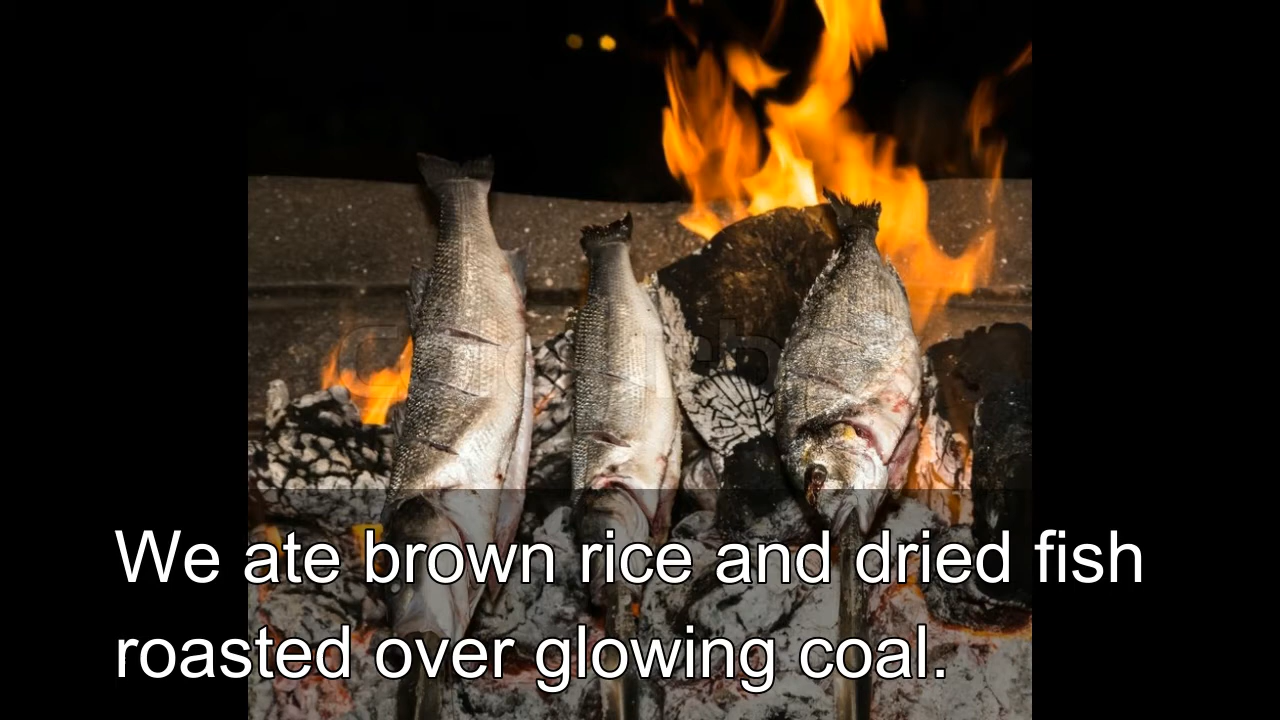 We ate brown rice and dried fish
roasted over glowing coal.